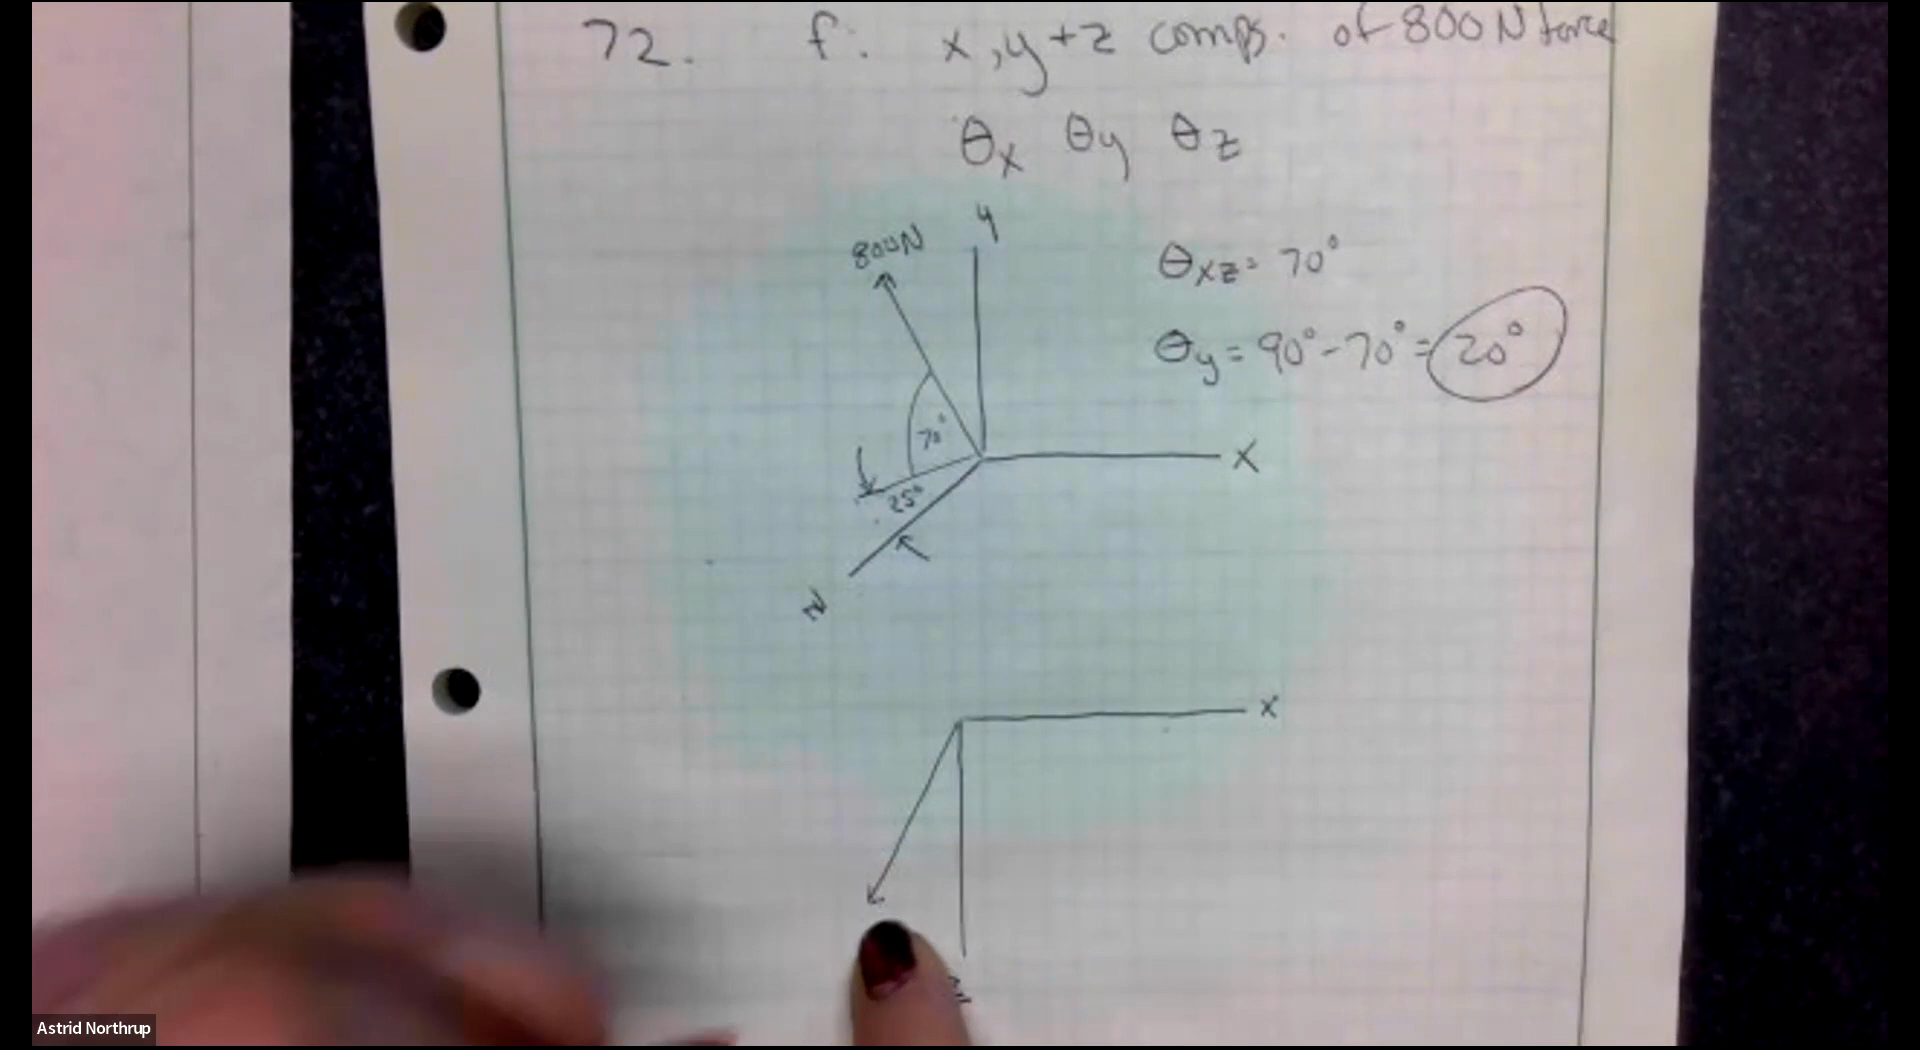 72. f: x, y + z comps. of 800 N force
θx θy θz
y
800N
θxz = 70°
θy = 90° - 70° = 20°
70°
x
25°
z
x
z
Astrid Northrup